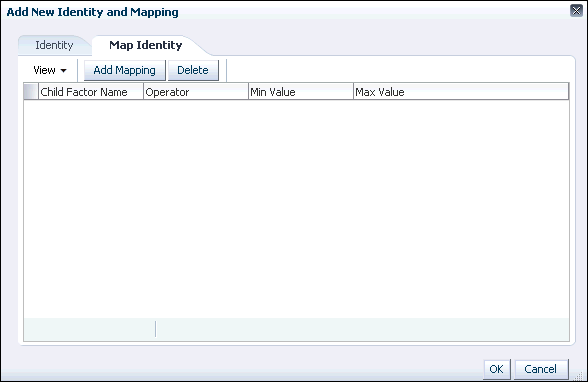 Add New Identity and Mapping
Identity Map Identity
View Add Mapping Delete
Child Factor Name Operator Min Value Max Value
OK Cancel